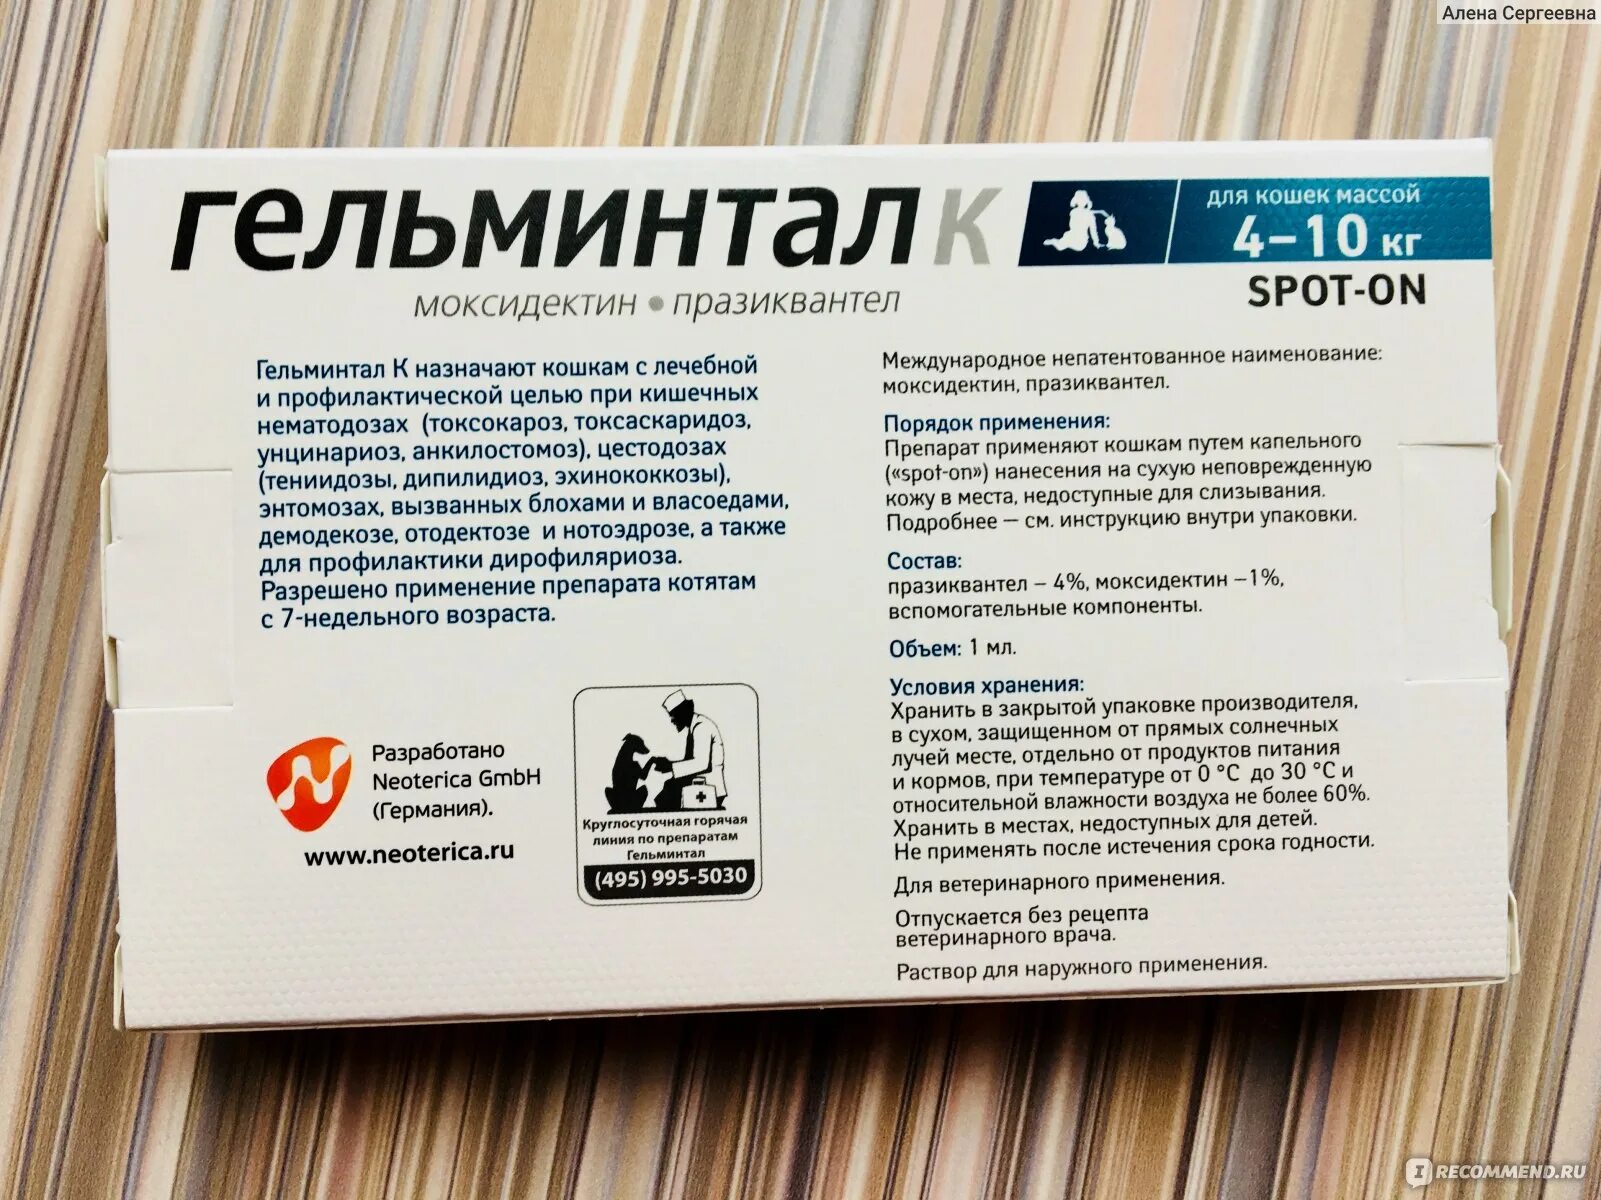 Алена Сергеевна
гельминтал К
для кошек массой
4–10 кг
SPOT-ON
моксидектин • празиквантел
Гельминтал К назначают кошкам с лечебной
и профилактической целью при кишечных
нематодозах (токсокароз, токсаскаридоз,
унцинариоз, анкилостомоз), цестодозах
(тениидозы, дипилидиоз, эхинококкозы),
энтомозах, вызванных блохами и власоедами,
демодекозе, отодектозе и нотоэдрозе, а также
для профилактики дирофиляриоза.
Разрешено применение препарата котятам
с 7-недельного возраста.
Разработано
Neoterica GmbH
(Германия).
www.neoterica.ru
Круглосуточная горячая
линия по препаратам
Гельминтал
(495) 995-5030
Международное непатентованное наименование:
моксидектин, празиквантел.
Порядок применения:
Препарат применяют кошкам путем капельного
(«spot-on») нанесения на сухую неповрежденную
кожу в места, недоступные для слизывания.
Подробнее — см. инструкцию внутри упаковки.
Состав:
празиквантел – 4%, моксидектин –1%,
вспомогательные компоненты.
Объем: 1 мл.
Условия хранения:
Хранить в закрытой упаковке производителя,
в сухом, защищенном от прямых солнечных
лучей месте, отдельно от продуктов питания
и кормов, при температуре от 0 °С до 30 °С и
относительной влажности воздуха не более 60%.
Хранить в местах, недоступных для детей.
Не применять после истечения срока годности.
Для ветеринарного применения.
Отпускается без рецепта
ветеринарного врача.
Раствор для наружного применения.
IRECOMMEND.RU